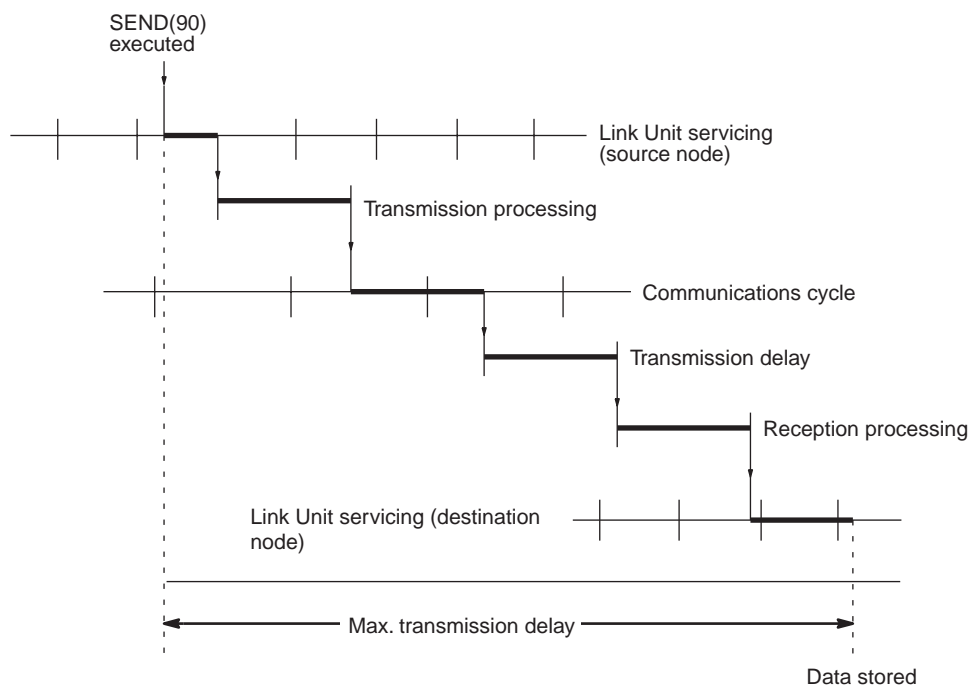 SEND(90)
executed
Link Unit servicing
(source node)
Transmission processing
Communications cycle
Transmission delay
Reception processing
Link Unit servicing (destination
node)
Max. transmission delay
Data stored